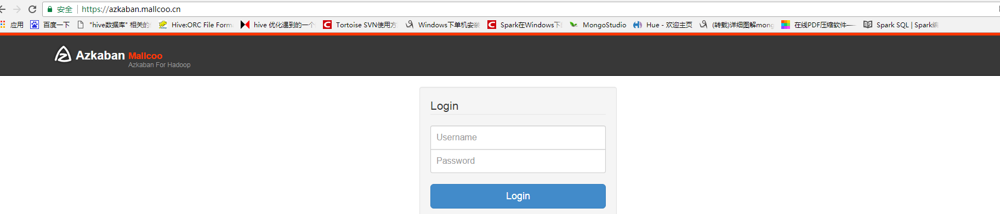 安全 https://azkaban.mallcoo.cn
应用 百度一下 "hive数据库" 相关的 Hive:ORC File Form hive 优化遇到的一个 Tortoise SVN使用方 Windows下单机安装 Spark在Windows下 MongoStudio Hue - 欢迎主页 (转载)详细图解mong 在线PDF压缩软件— Spark SQL | Spark编
Azkaban Mallcoo
Azkaban For Hadoop
Login
Username
Password
Login